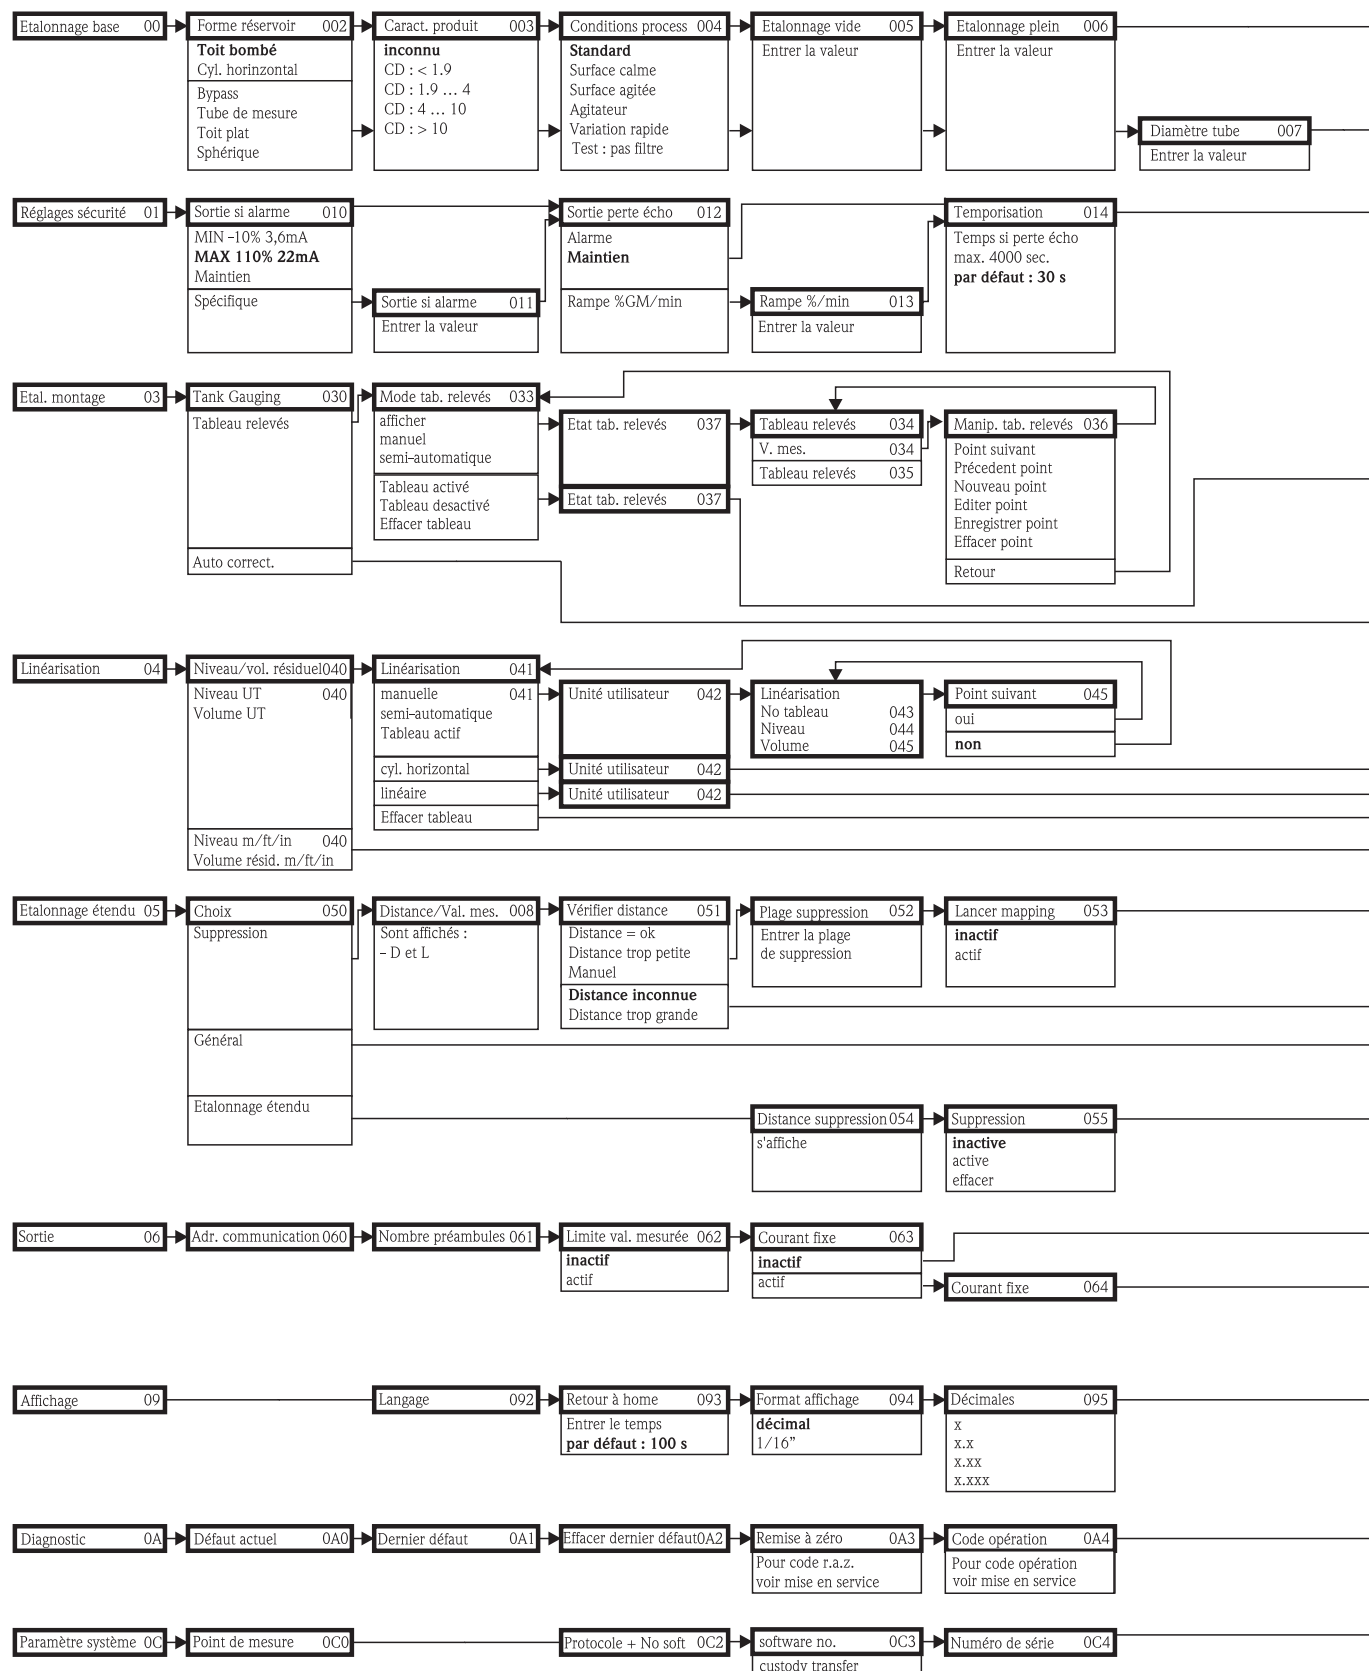 Etalonnage base 00
Forme réservoir 002
Toit bombé
Cyl. horinzontal
Bypass
Tube de mesure
Toit plat
Sphérique
Caract. produit 003
inconnu
CD : < 1.9
CD : 1.9 … 4
CD : 4 … 10
CD : > 10
Conditions process 004
Standard
Surface calme
Surface agitée
Agitateur
Variation rapide
Test : pas filtre
Etalonnage vide 005
Entrer la valeur
Etalonnage plein 006
Entrer la valeur
Diamètre tube 007
Entrer la valeur
Réglages sécurité 01
Sortie si alarme 010
MIN –10% 3,6mA
MAX 110% 22mA
Maintien
Spécifique
Sortie si alarme 011
Entrer la valeur
Sortie perte écho 012
Alarme
Maintien
Rampe %GM/min
Rampe %/min 013
Entrer la valeur
Temporisation 014
Temps si perte écho
max. 4000 sec.
par défaut : 30 s
Etal. montage 03
Tank Gauging 030
Tableau relevés
Auto correct.
Mode tab. relevés 033
afficher
manuel
semi–automatique
Tableau activé
Tableau desactivé
Effacer tableau
Etat tab. relevés 037
Etat tab. relevés 037
Tableau relevés 034
V. mes. 034
Tableau relevés 035
Manip. tab. relevés 036
Point suivant
Précedent point
Nouveau point
Editer point
Enregistrer point
Effacer point
Retour
Linéarisation 04
Niveau/vol. résiduel040
Niveau UT 040
Volume UT
Niveau m/ft/in 040
Volume résid. m/ft/in
Linéarisation 041
manuelle 041
semi–automatique
Tableau actif
cyl. horizontal
linéaire
Effacer tableau
Unité utilisateur 042
Unité utilisateur 042
Unité utilisateur 042
Linéarisation
No tableau 043
Niveau 044
Volume 045
Point suivant 045
oui
non
Etalonnage étendu 05
Choix 050
Suppression
Général
Etalonnage étendu
Distance/Val. mes. 008
Sont affichés :
– D et L
Vérifier distance 051
Distance = ok
Distance trop petite
Manuel
Distance inconnue
Distance trop grande
Plage suppression 052
Entrer la plage
de suppression
Lancer mapping 053
inactif
actif
Distance suppression054
s'affiche
Suppression 055
inactive
active
effacer
Sortie 06
Adr. communication 060
Nombre préambules 061
Limite val. mesurée 062
inactif
actif
Courant fixe 063
inactif
actif
Courant fixe 064
Affichage 09
Langage 092
Retour à home 093
Entrer le temps
par défaut : 100 s
Format affichage 094
décimal
1/16”
Décimales 095
x
x.x
x.xx
x.xxx
Diagnostic 0A
Défaut actuel 0A0
Dernier défaut 0A1
Effacer dernier défaut0A2
Remise à zéro 0A3
Pour code r.a.z.
voir mise en service
Code opération 0A4
Pour code opération
voir mise en service
Paramètre système 0C
Point de mesure 0C0
Protocole + No soft 0C2
software no. 0C3
custody transfer
Numéro de série 0C4